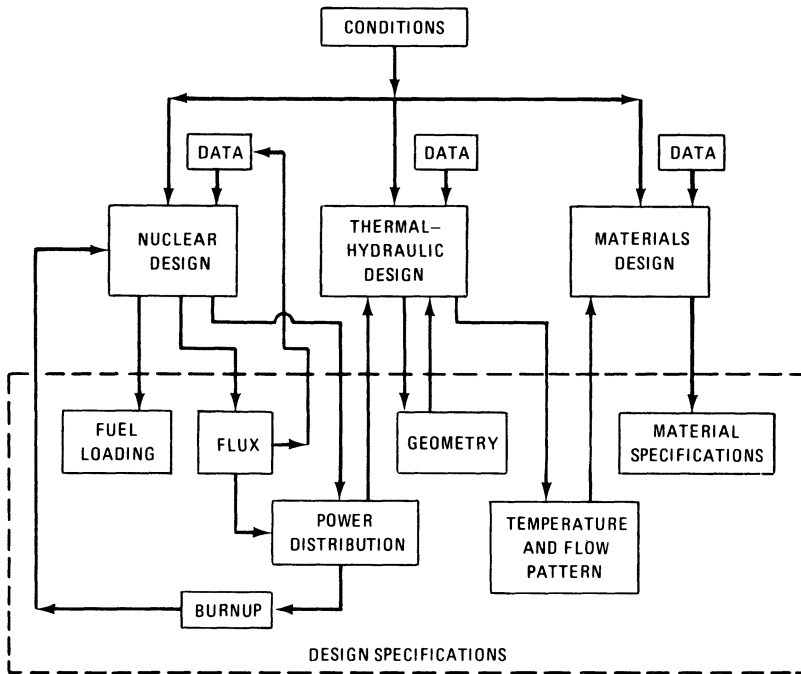 CONDITIONS
DATA
DATA
DATA
NUCLEAR
DESIGN
THERMAL–
HYDRAULIC
DESIGN
MATERIALS
DESIGN
FUEL
LOADING
FLUX
GEOMETRY
MATERIAL
SPECIFICATIONS
POWER
DISTRIBUTION
TEMPERATURE
AND FLOW
PATTERN
BURNUP
DESIGN SPECIFICATIONS